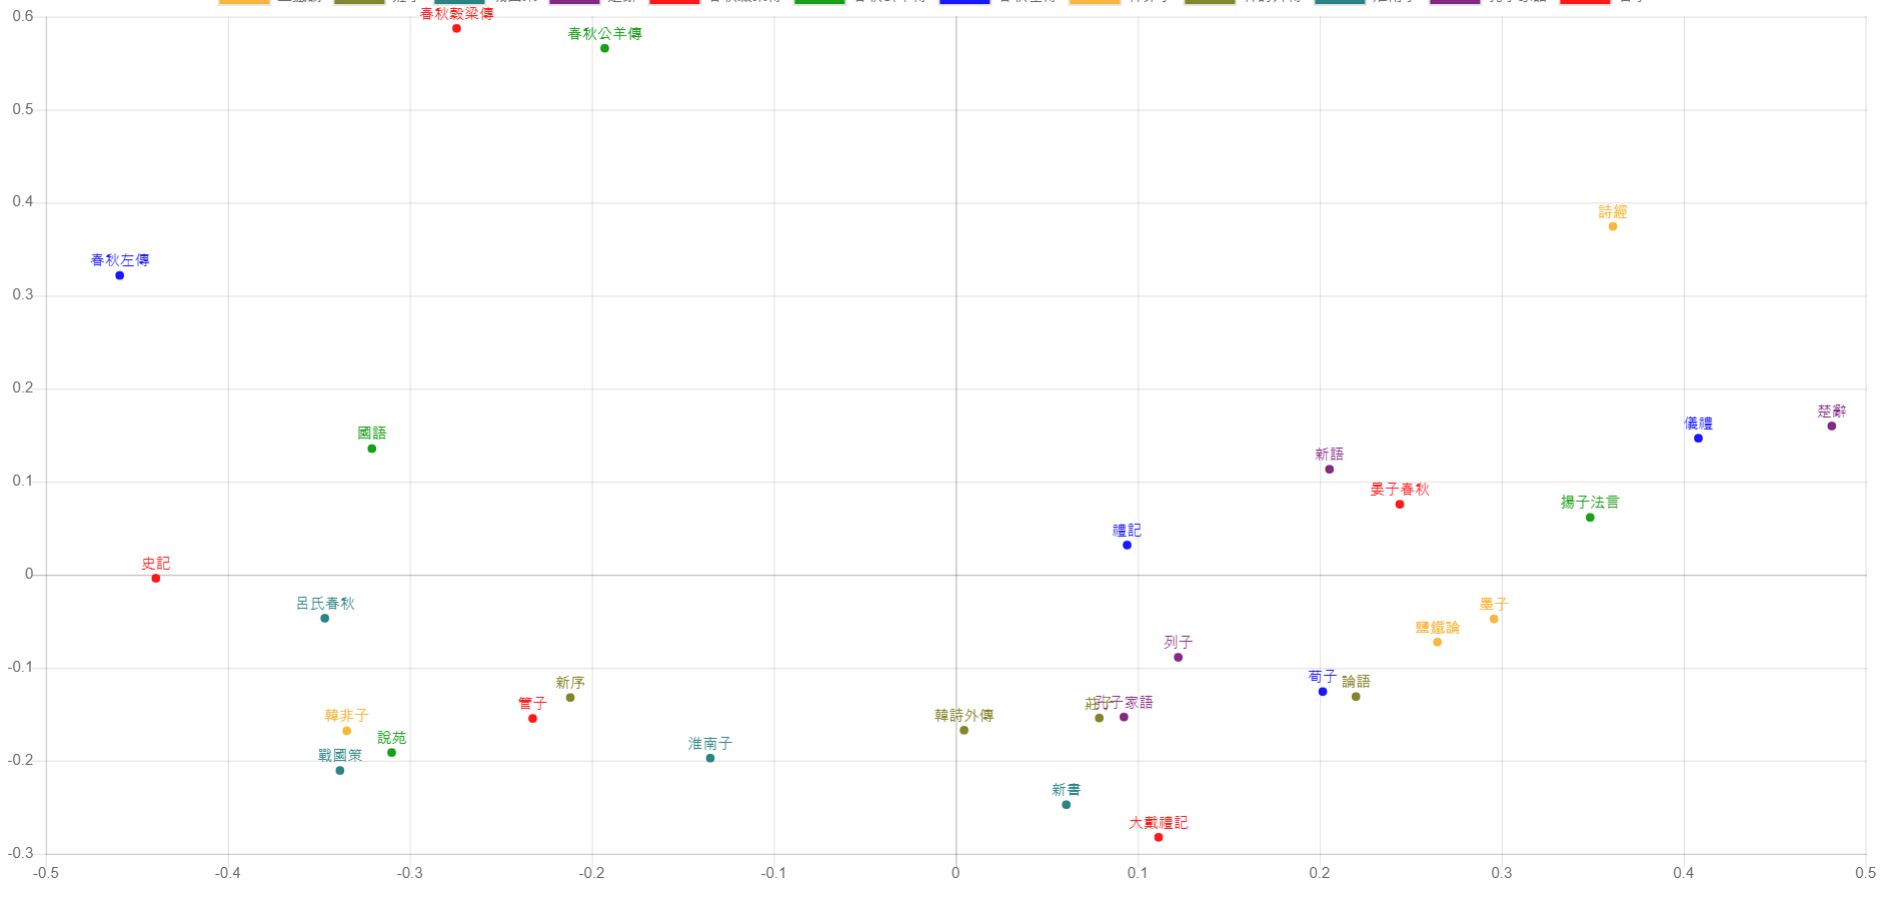 0.6
春秋穀梁傳
春秋公羊傳
0.5
0.4
詩經
春秋左傳
0.3
0.2
楚辭
儀禮
國語
新語
0.1
晏子春秋
揚子法言
禮記
史記
0
呂氏春秋
墨子
鹽鐵論
列子
-0.1
荀子
論語
新序
管子
孔子家語
韓非子
韓詩外傳
說苑
淮南子
戰國策
-0.2
新書
大戴禮記
-0.3
-0.5 -0.4 -0.3 -0.2 -0.1 0 0.1 0.2 0.3 0.4 0.5